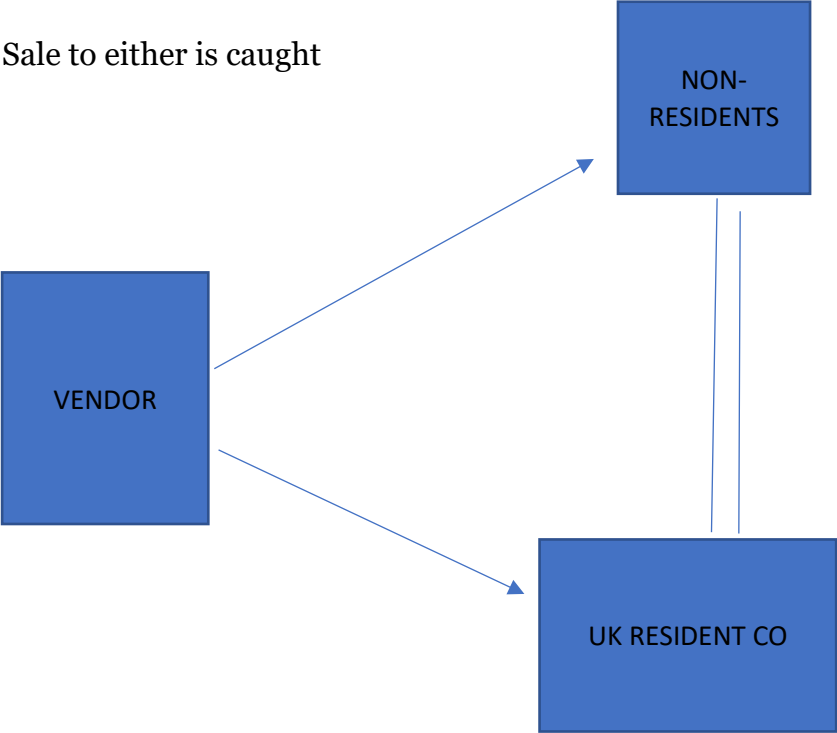 Sale to either is caught
NON-
RESIDENTS
VENDOR
UK RESIDENT CO